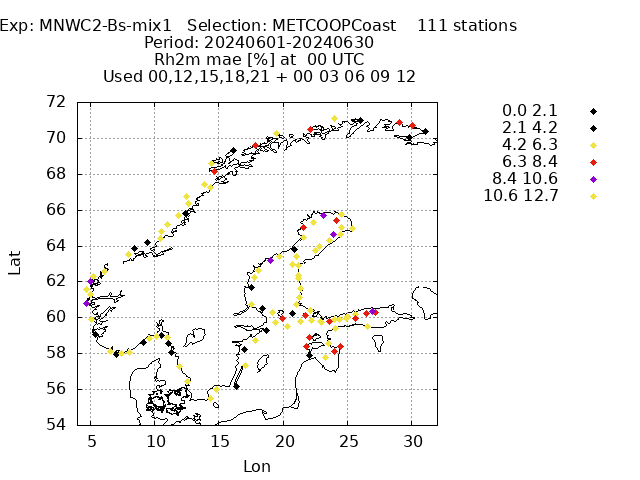 Exp: MNWC2-Bs-mix1 Selection: METCOOPCoast 111 stations
Period: 20240601-20240630
Rh2m mae [%] at 00 UTC
Used 00,12,15,18,21 + 00 03 06 09 12
0.0 2.1
2.1 4.2
4.2 6.3
6.3 8.4
8.4 10.6
10.6 12.7
72
70
68
66
64
62
60
58
56
54
Lat
5 10 15 20 25 30
Lon